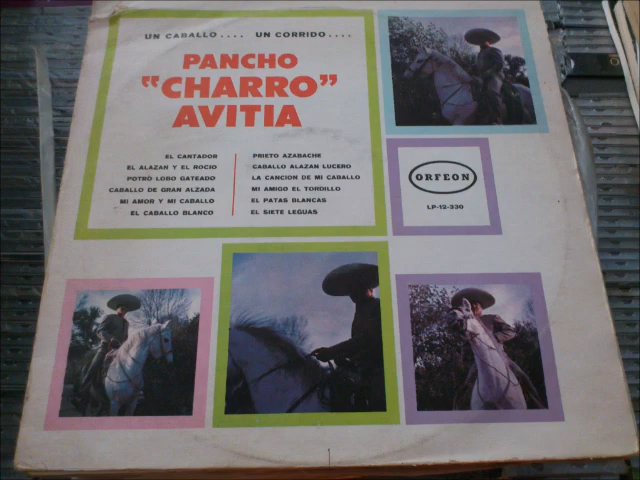 UN CABALLO.... UN CORRIDO....
PANCHO
"CHARRO"
AVITIA
EL CANTADOR
EL ALAZAN Y EL ROCIO
POTRO LOBO GATEADO
CABALLO DE GRAN ALZADA
MI AMOR Y MI CABALLO
EL CABALLO BLANCO
PRIETO AZABACHE
CABALLO ALAZAN LUCERO
LA CANCION DE MI CABALLO
MI AMIGO EL TORDILLO
EL PATAS BLANCAS
EL SIETE LEGUAS
ORFEON
LP-12-330